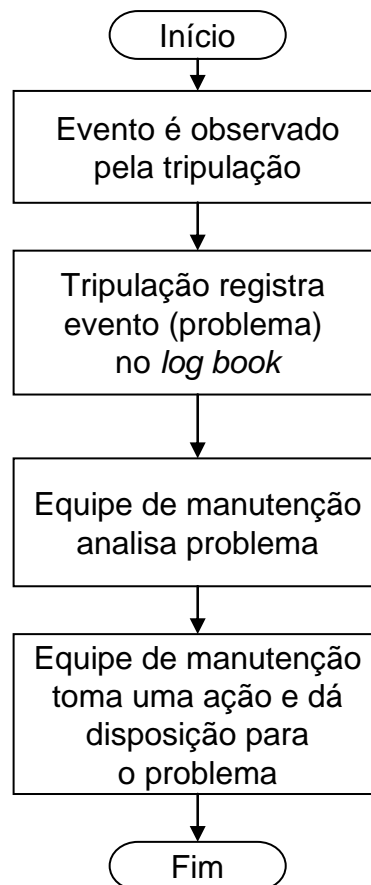 Início
Evento é observado
pela tripulação
Tripulação registra
evento (problema)
no log book
Equipe de manutenção
analisa problema
Equipe de manutenção
toma uma ação e dá
disposição para
o problema
Fim